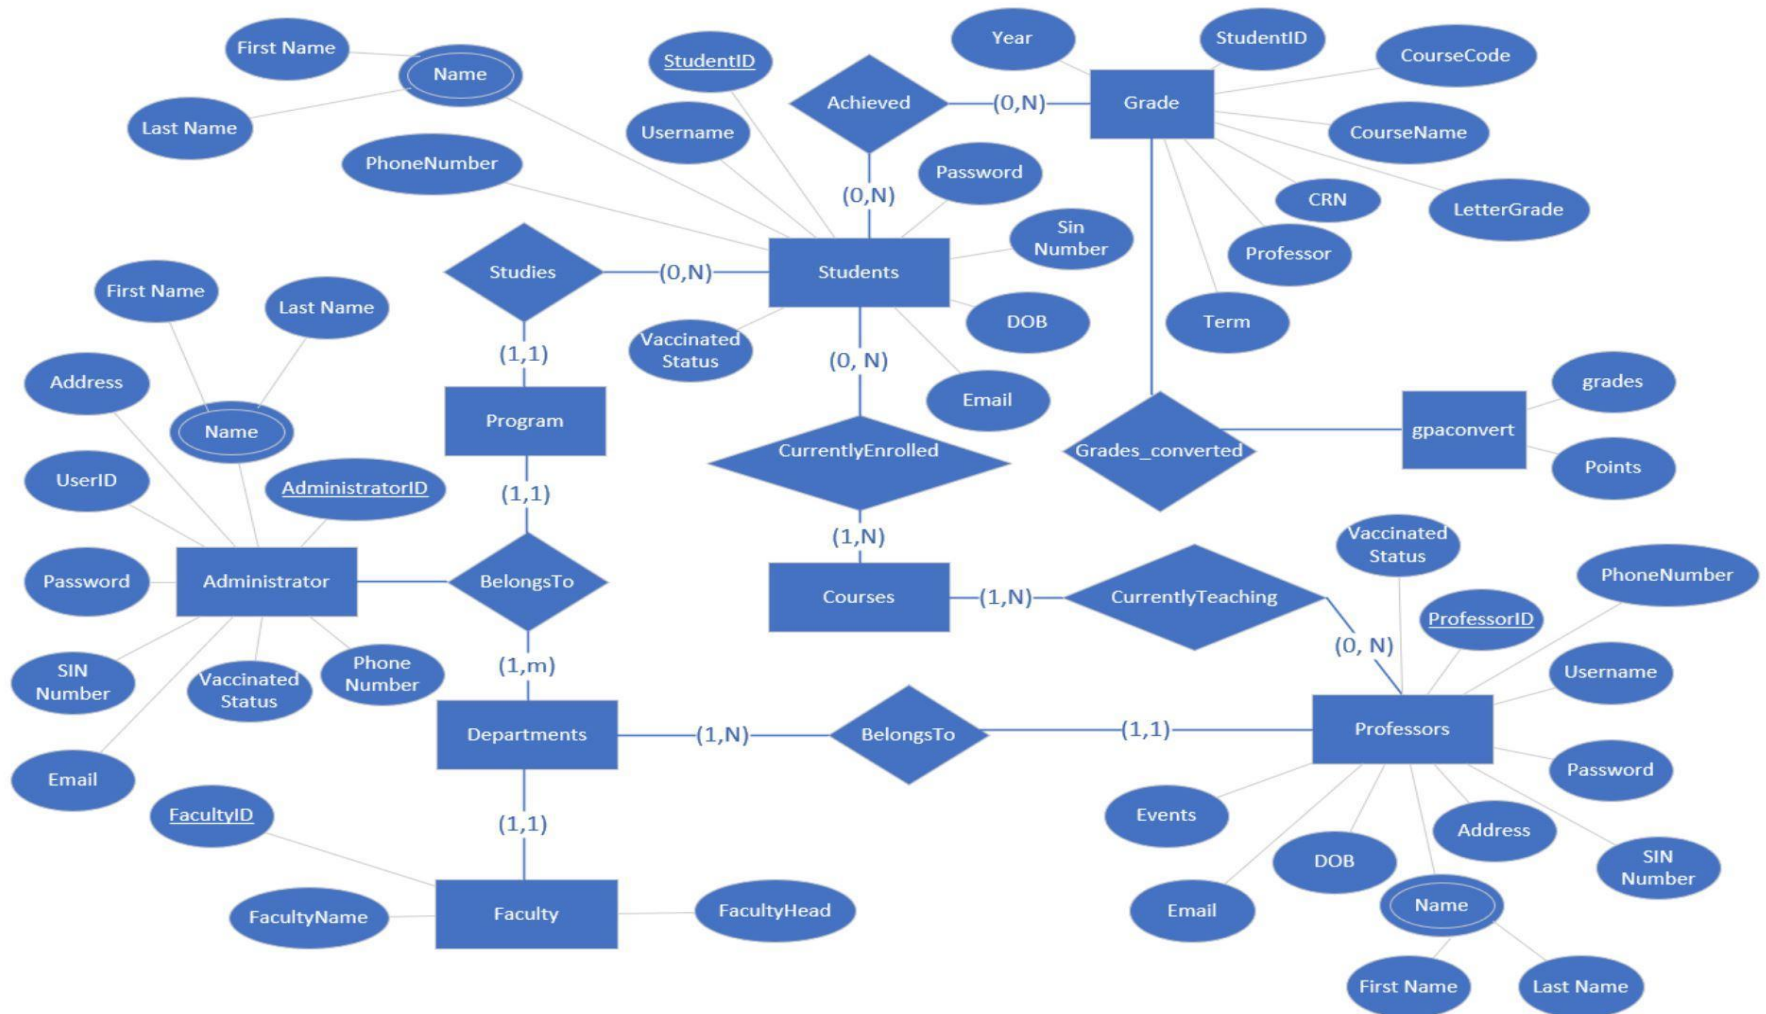 First Name
Name
Last Name
PhoneNumber
StudentID
Username
Achieved
(0,N)
Year
StudentID
CourseCode
Grade
CourseName
LetterGrade
CRN
Professor
Term
(0,N)
Password
Sin
Number
Students
DOB
Email
Vaccinated
Status
(0,N)
Studies
(1,1)
Program
(1,1)
First Name
Last Name
Address
Name
UserID
AdministratorID
Password
Administrator
BelongsTo
SIN
Number
Vaccinated
Status
Phone
Number
Email
(1,m)
Departments
(0, N)
CurrentlyEnrolled
(1,N)
Courses
(1,N)
CurrentlyTeaching
(0, N)
Grades_converted
gpaconvert
grades
Points
Vaccinated
Status
PhoneNumber
ProfessorID
Username
Professors
Password
(1,N)
BelongsTo
(1,1)
Events
Email
DOB
Address
SIN
Number
Name
First Name
Last Name
(1,1)
FacultyID
FacultyName
Faculty
FacultyHead